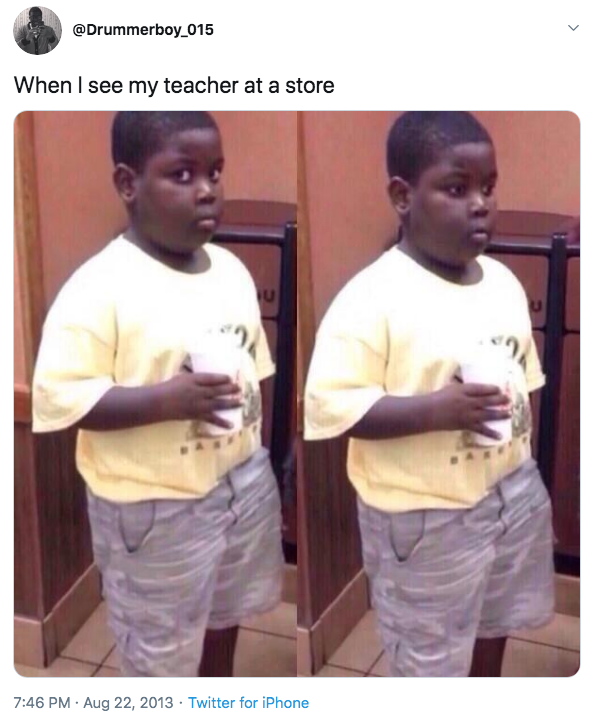 @Drummerboy_015
When I see my teacher at a store
7:46 PM · Aug 22, 2013 · Twitter for iPhone